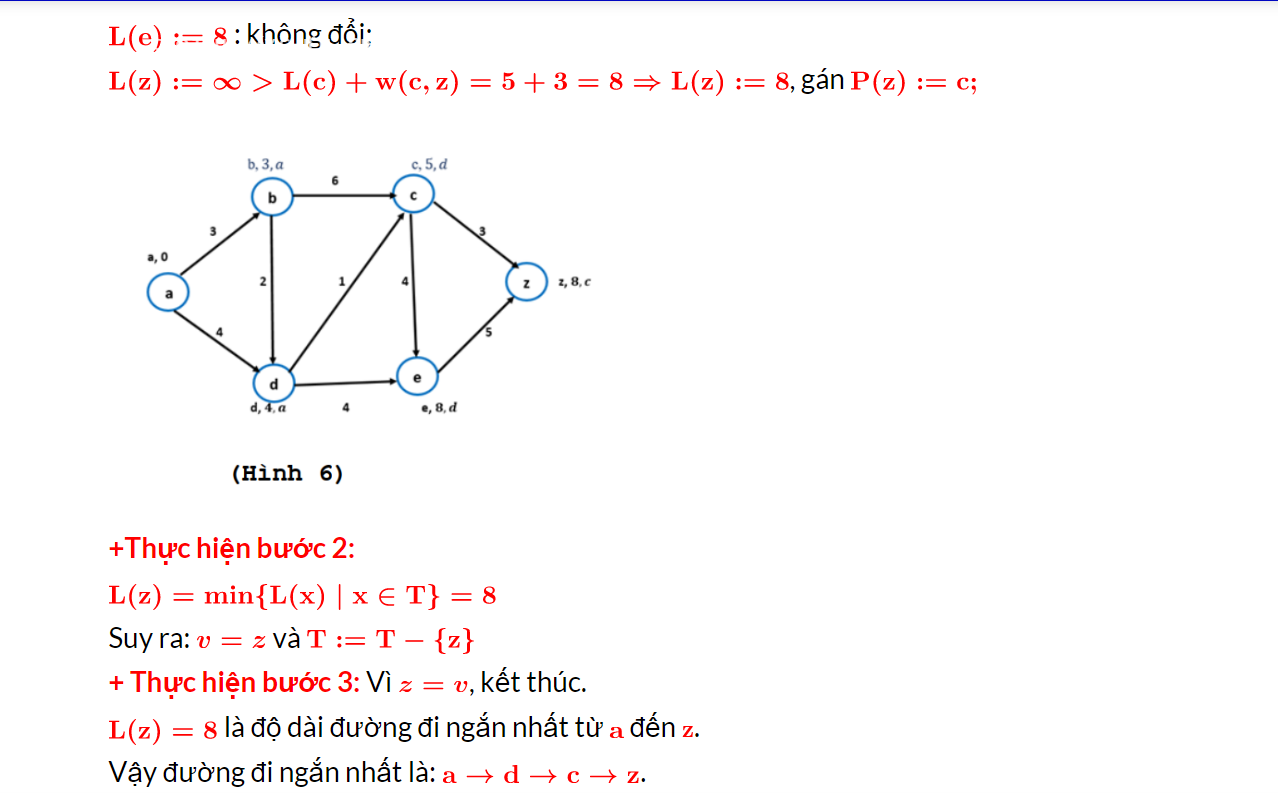 L(e) := 8 : không đổi;
L(z) := ∞ > L(c) + w(c, z) = 5 + 3 = 8 ⇒ L(z) := 8, gán P(z) := c;
b, 3, a
c, 5, d
6
b
c
3
3
a, 0
2
1
4
z
z, 8, c
a
4
5
d
e
d, 4, a
4
e, 8, d
(Hình 6)
+Thực hiện bước 2:
L(z) = min{L(x) | x ∈ T} = 8
Suy ra: v = z và T := T − {z}
+ Thực hiện bước 3: Vì z = v, kết thúc.
L(z) = 8 là độ dài đường đi ngắn nhất từ a đến z.
Vậy đường đi ngắn nhất là: a → d → c → z.